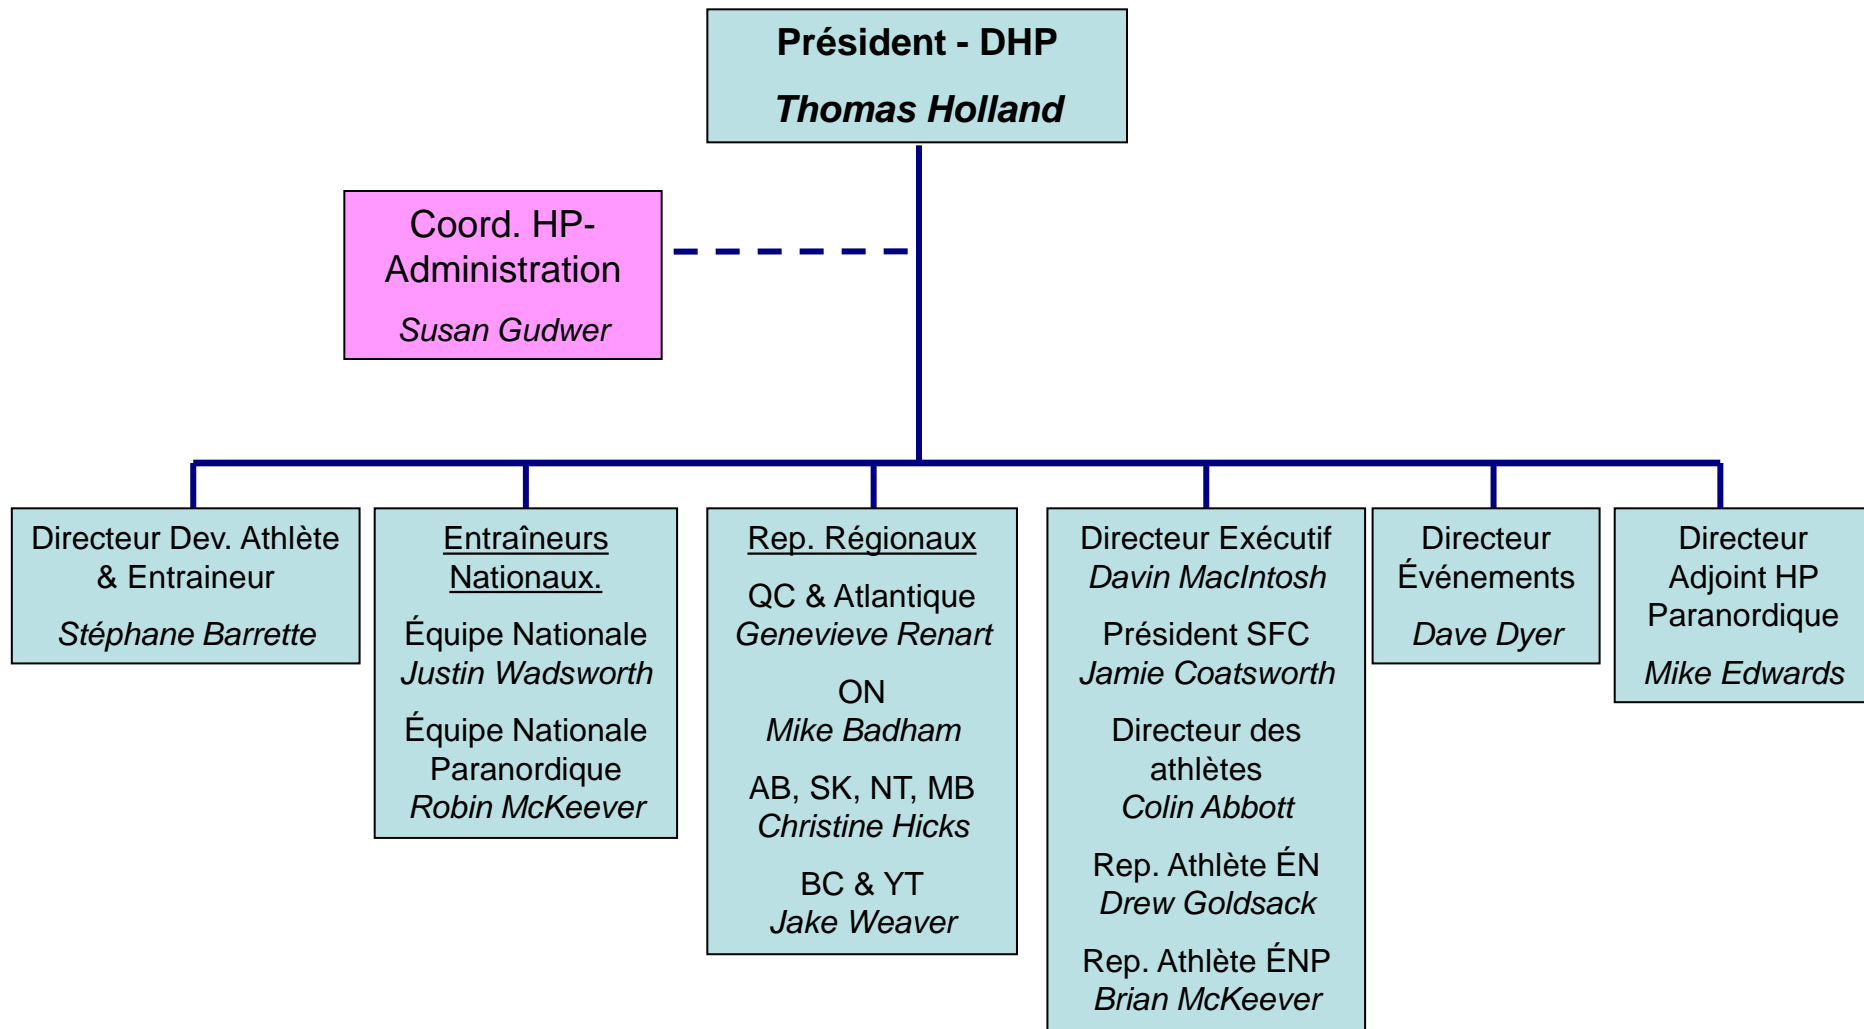 Président - DHP
Thomas Holland
Coord. HP-
Administration
Susan Gudwer
Directeur Dev. Athlète
& Entraineur
Stéphane Barrette
Entraîneurs
Nationaux.
Équipe Nationale
Justin Wadsworth
Équipe Nationale
Paranordique
Robin McKeever
Rep. Régionaux
QC & Atlantique
Genevieve Renart
ON
Mike Badham
AB, SK, NT, MB
Christine Hicks
BC & YT
Jake Weaver
Directeur Exécutif
Davin MacIntosh
Président SFC
Jamie Coatsworth
Directeur des
athlètes
Colin Abbott
Rep. Athlète ÉN
Drew Goldsack
Rep. Athlète ÉNP
Brian McKeever
Directeur
Événements
Dave Dyer
Directeur
Adjoint HP
Paranordique
Mike Edwards